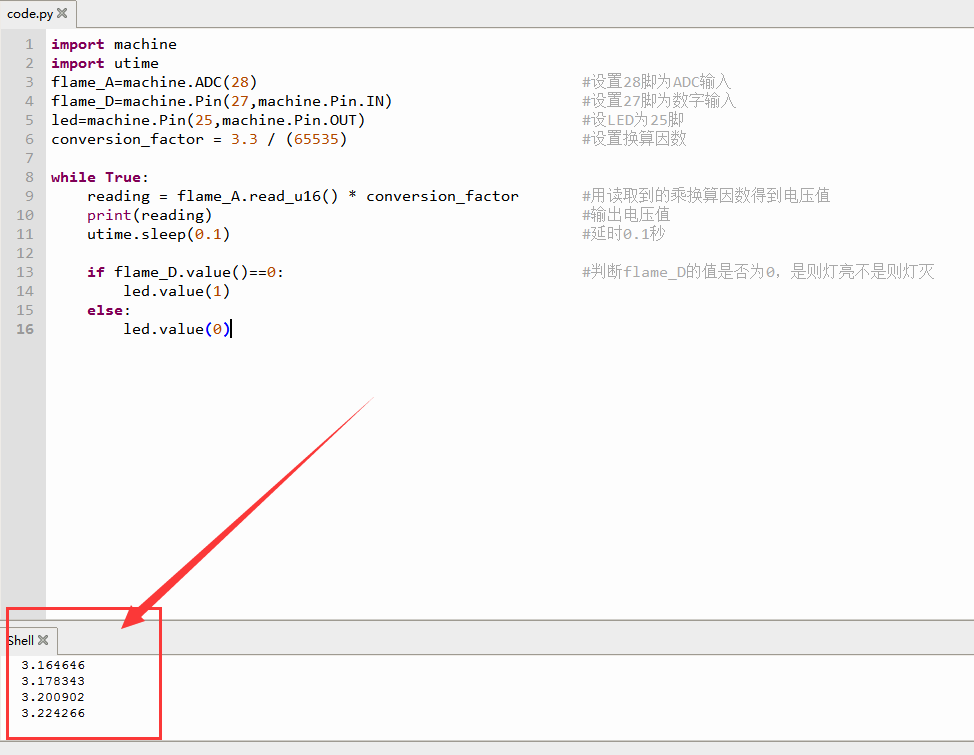 code.py
1 import machine
2 import utime
3 flame_A=machine.ADC(28) #设置28脚为ADC输入
4 flame_D=machine.Pin(27,machine.Pin.IN) #设置27脚为数字输入
5 led=machine.Pin(25,machine.Pin.OUT) #设LED为25脚
6 conversion_factor = 3.3 / (65535) #设置换算因数
7
8 while True:
9 reading = flame_A.read_u16() * conversion_factor #用读取到的乘换算因数得到电压值
10 print(reading) #输出电压值
11 utime.sleep(0.1) #延时0.1秒
12
13 if flame_D.value()==0: #判断flame_D的值是否为0，是则灯亮不是则灯灭
14 led.value(1)
15 else:
16 led.value(0)
Shell
3.164646
3.178343
3.200902
3.224266